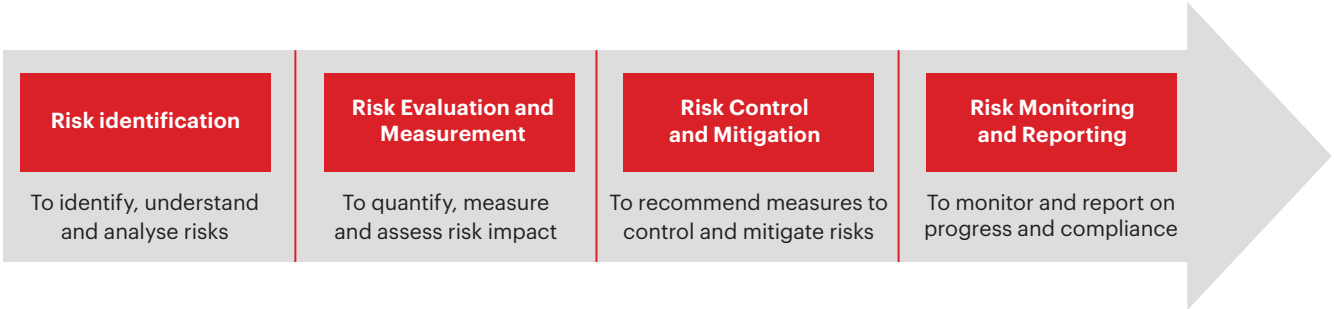 Risk identification
To identify, understand
and analyse risks
Risk Evaluation and
Measurement
To quantify, measure
and assess risk impact
Risk Control
and Mitigation
To recommend measures to
control and mitigate risks
Risk Monitoring
and Reporting
To monitor and report on
progress and compliance